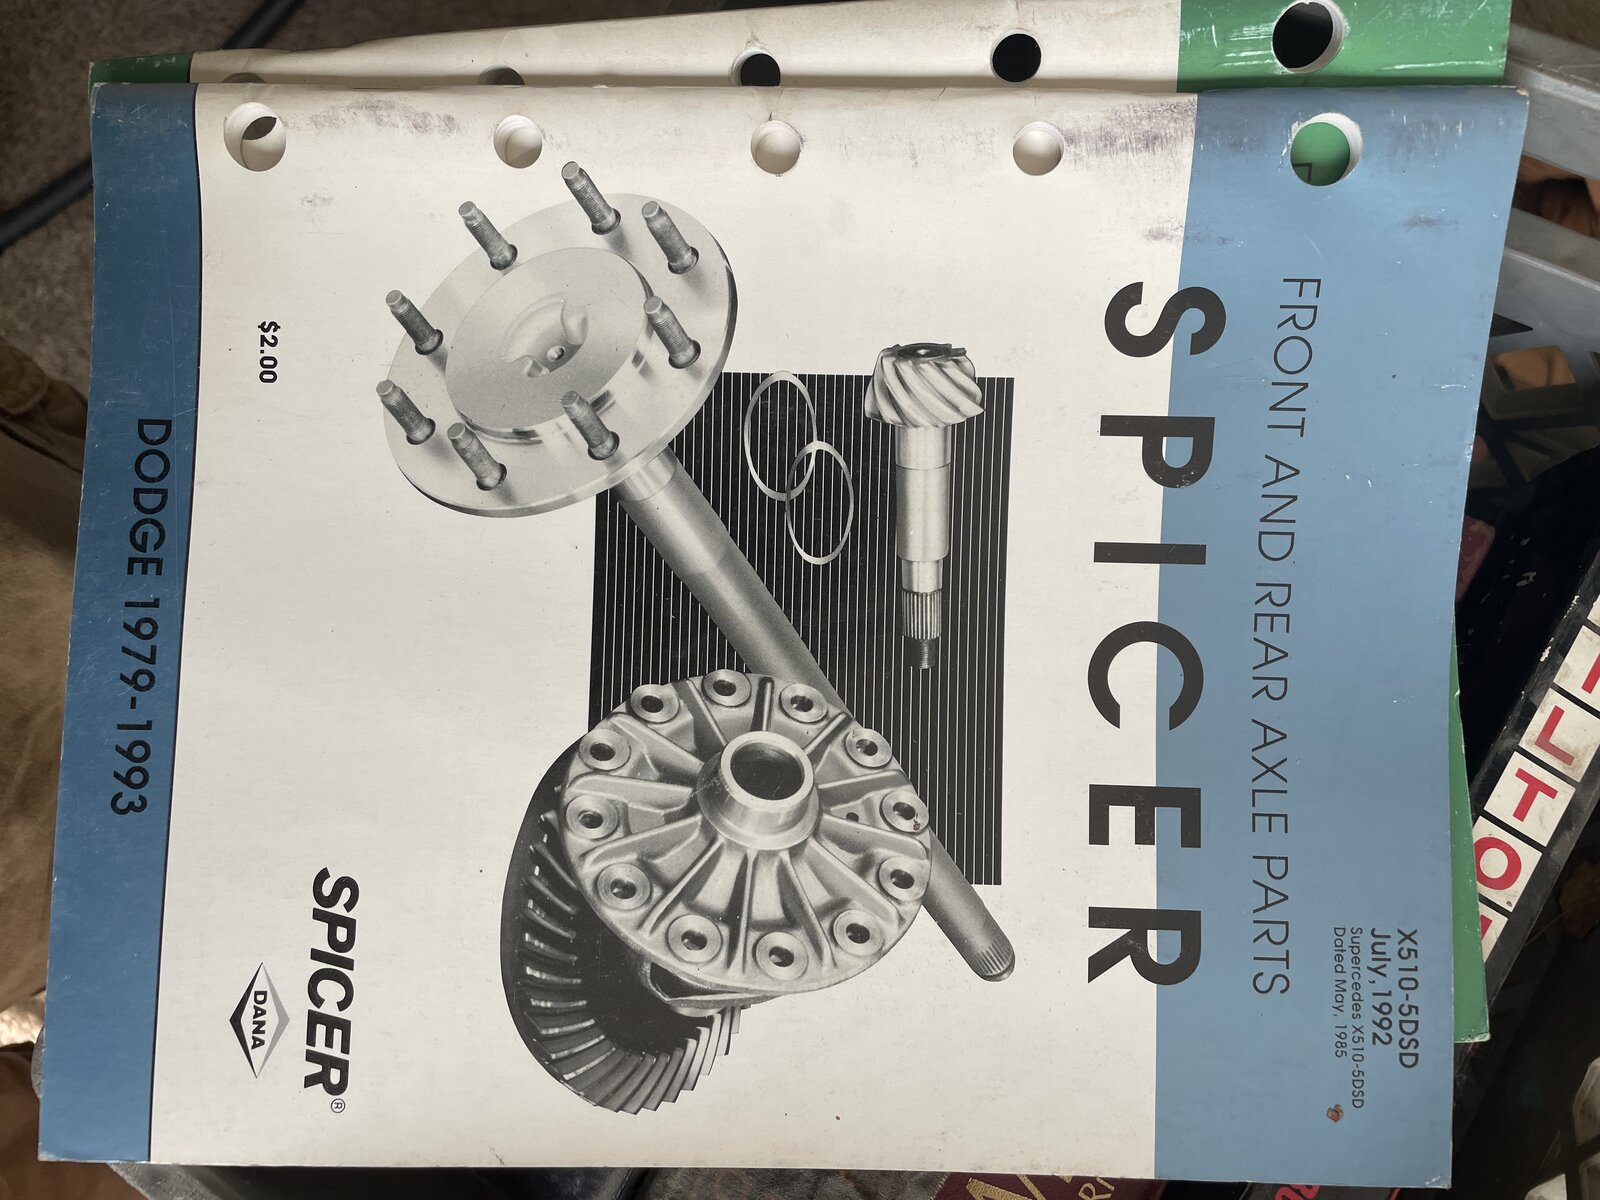 X510-5DSD
July, 1992
Supercedes X510-5DSD
Dated May, 1985
FRONT AND REAR AXLE PARTS
SPICER
$2.00
SPICER®
DANA
DODGE 1979-1993